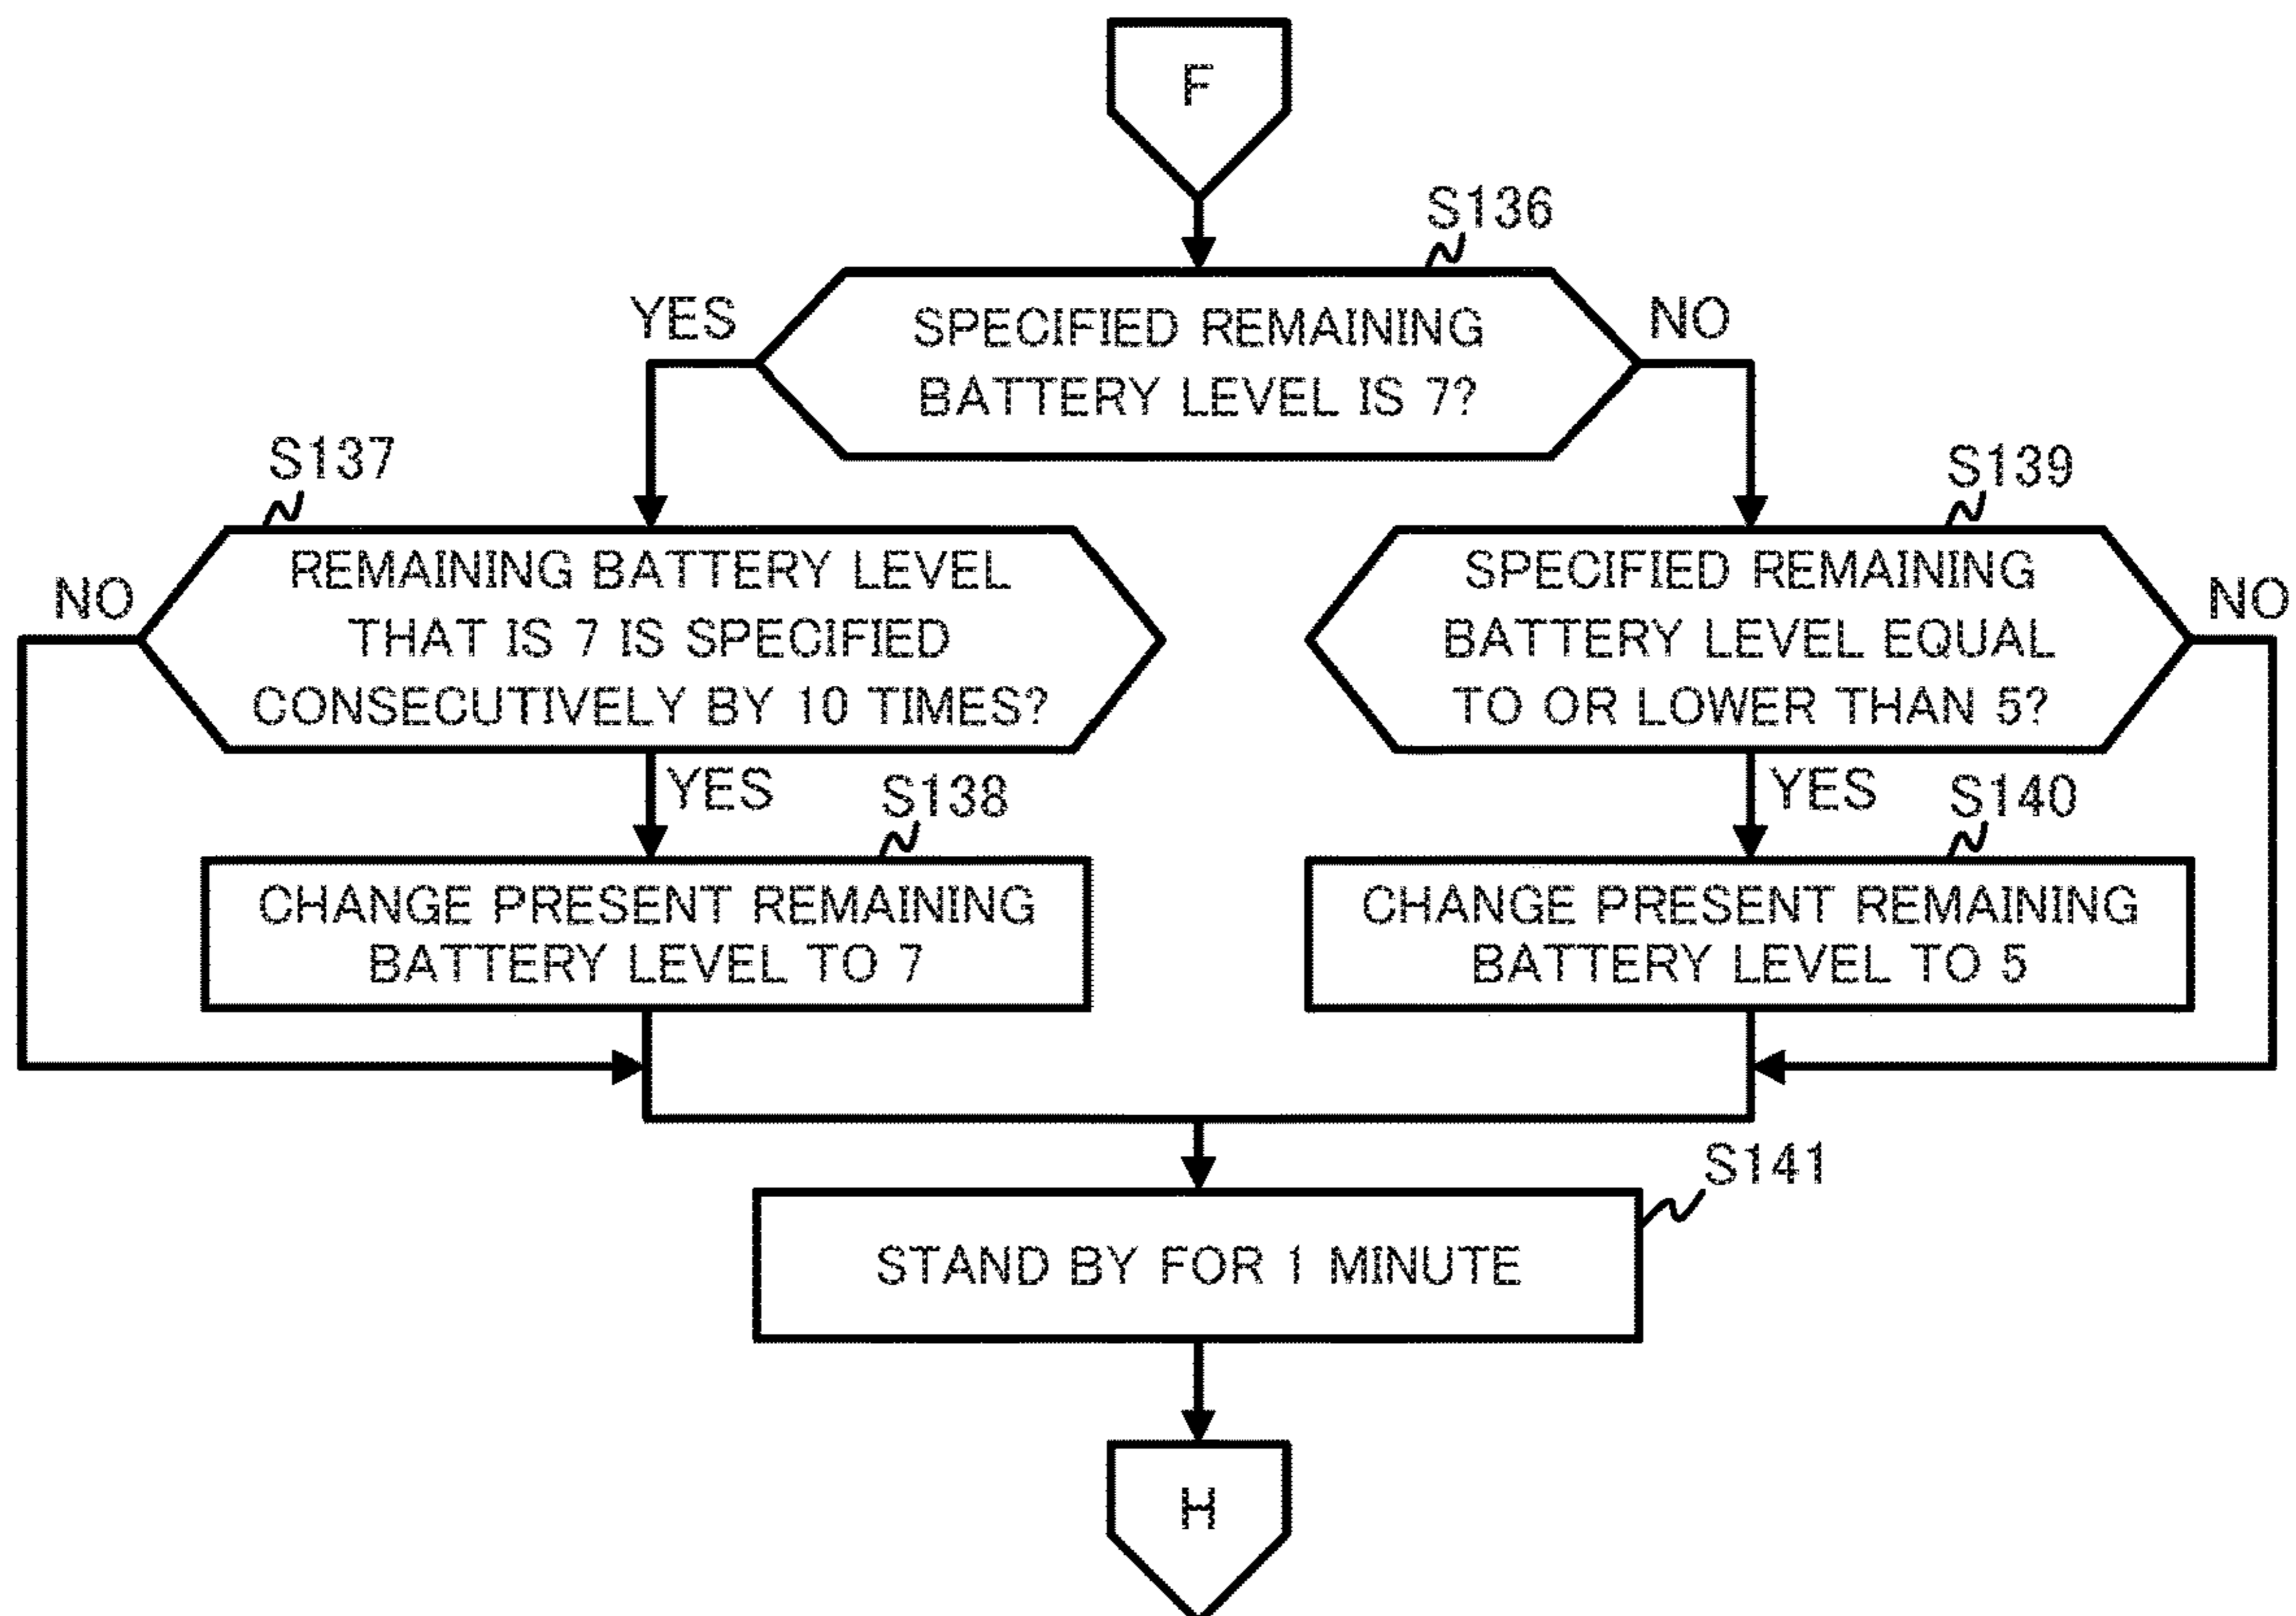 F
S136
YES
SPECIFIED REMAINING
BATTERY LEVEL IS 7?
NO
S137
NO
REMAINING BATTERY LEVEL
THAT IS 7 IS SPECIFIED
CONSECUTIVELY BY 10 TIMES?
S139
SPECIFIED REMAINING
BATTERY LEVEL EQUAL
TO OR LOWER THAN 5?
NO
YES
S138
CHANGE PRESENT REMAINING
BATTERY LEVEL TO 7
YES
S140
CHANGE PRESENT REMAINING
BATTERY LEVEL TO 5
S141
STAND BY FOR 1 MINUTE
H